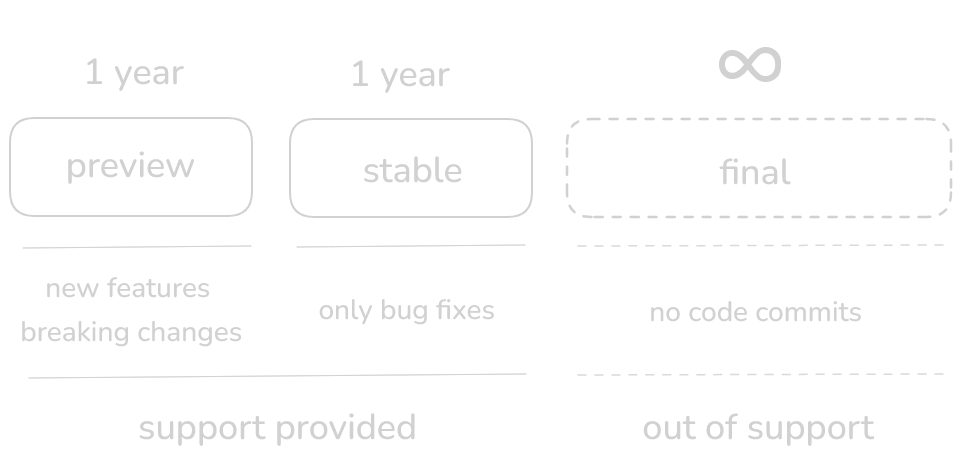 1 year
1 year
∞
preview
stable
final
new features
breaking changes
only bug fixes
no code commits
support provided
out of support